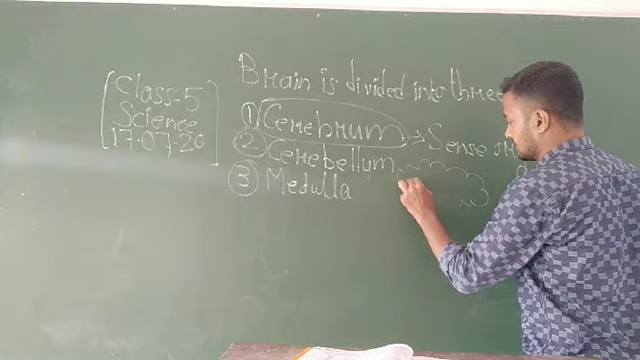 Class-5
Science
17.07.20
Brain is divided into three
① Cerebrum → Sense
② Cerebellum
③ Medulla